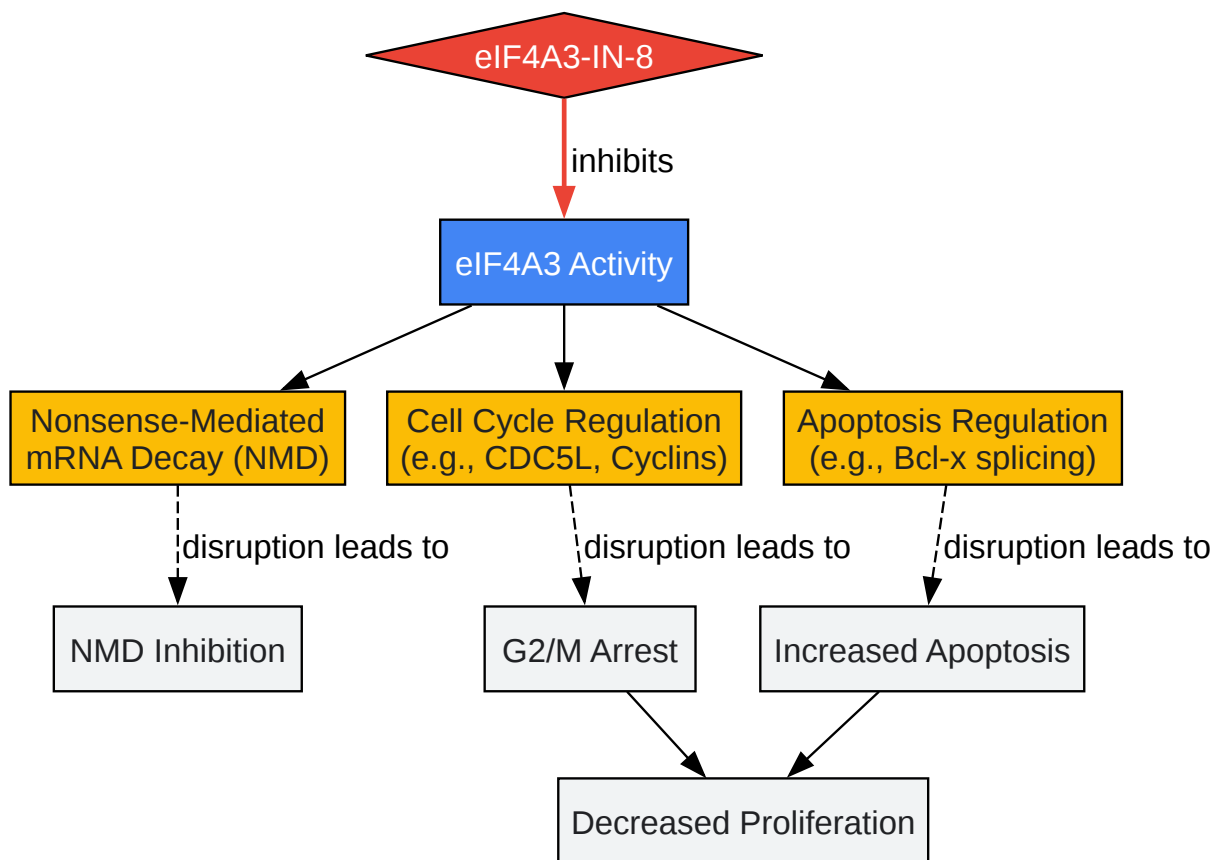 eIF4A3-IN-8
inhibits
eIF4A3 Activity
Nonsense-Mediated
mRNA Decay (NMD)
Cell Cycle Regulation
(e.g., CDC5L, Cyclins)
Apoptosis Regulation
(e.g., Bcl-x splicing)
disruption leads to
disruption leads to
disruption leads to
NMD Inhibition
G2/M Arrest
Increased Apoptosis
Decreased Proliferation